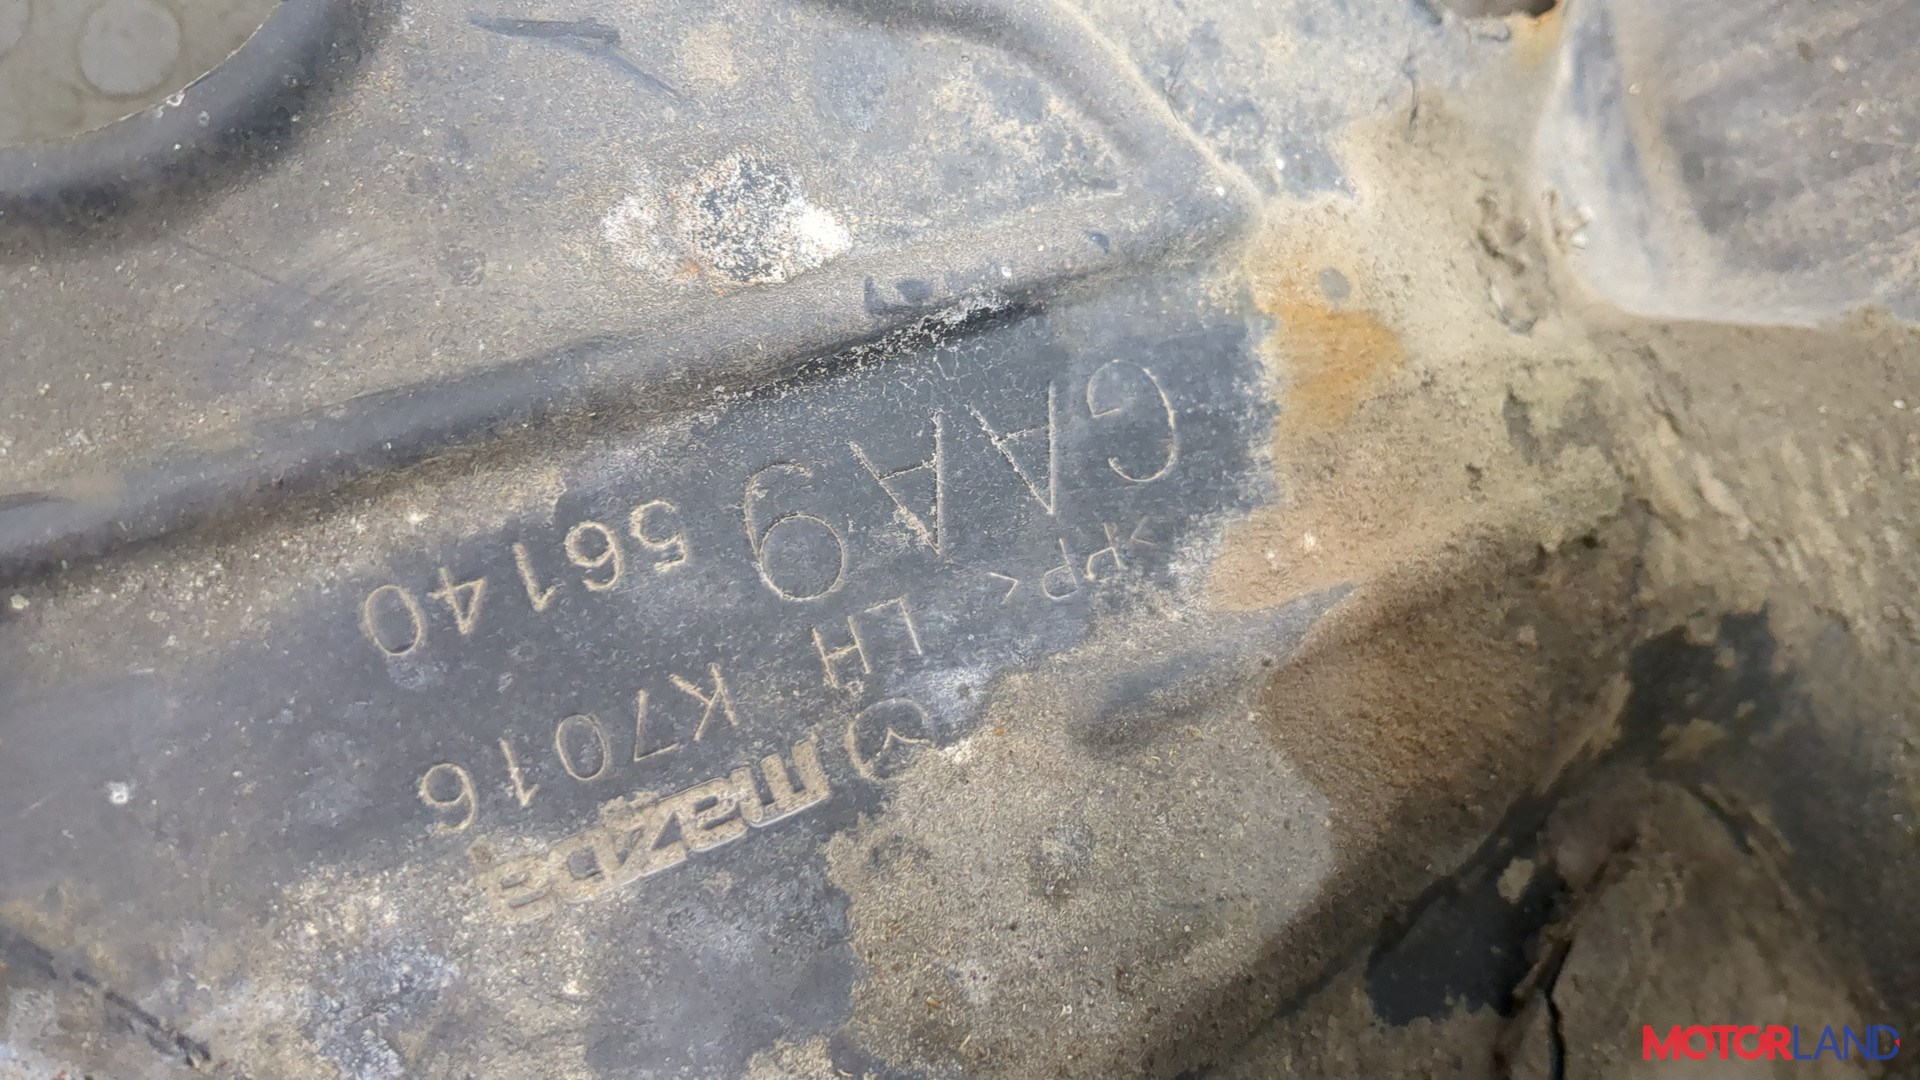 GAA9 56140
>PP<
LH K7016
mazda
MOTORLAND